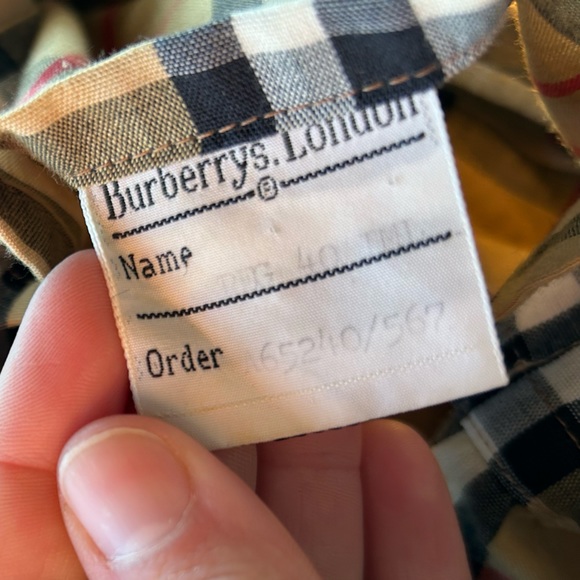 Burberrys. London
©
Name REG 40
Order 65240/567